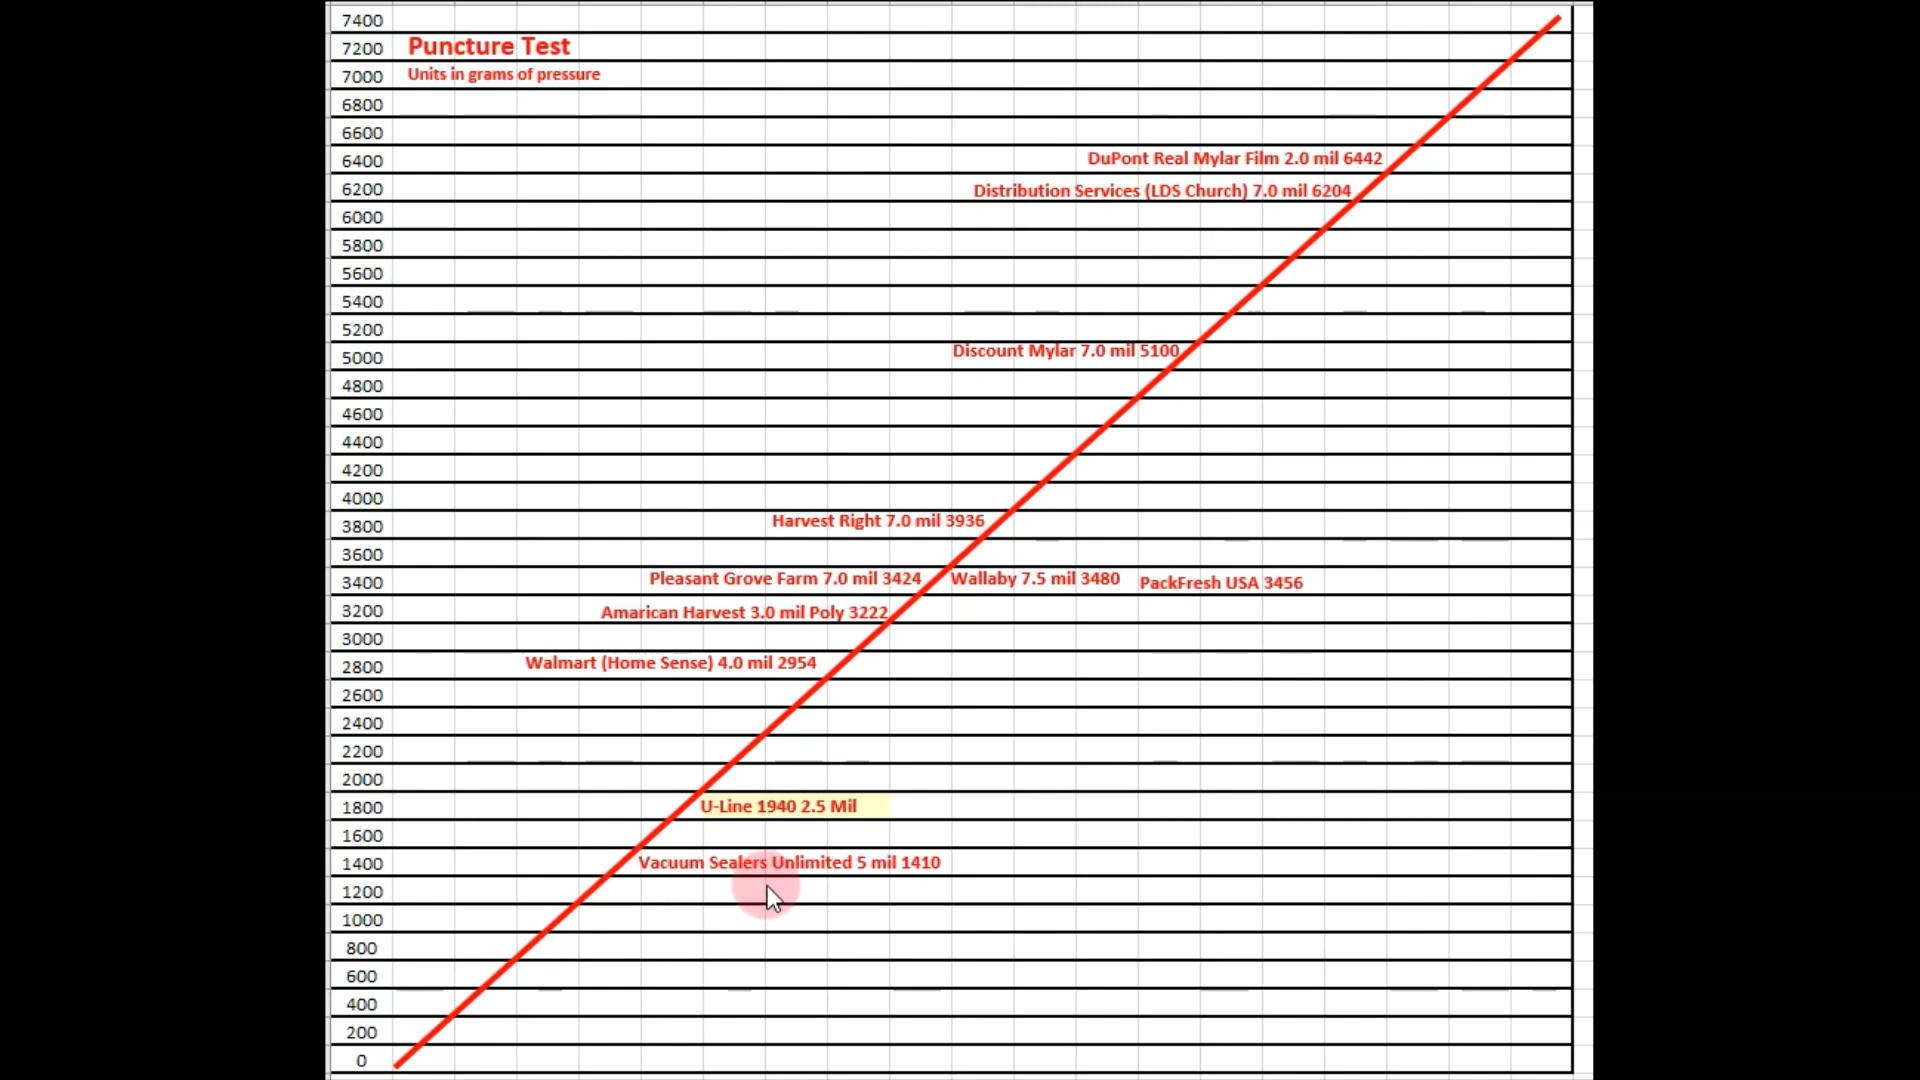 7400
7200 Puncture Test
7000 Units in grams of pressure
6800
6600
6400 DuPont Real Mylar Film 2.0 mil 6442
6200 Distribution Services (LDS Church) 7.0 mil 6204
6000
5800
5600
5400
5200
5000 Discount Mylar 7.0 mil 5100
4800
4600
4400
4200
4000
3800 Harvest Right 7.0 mil 3936
3600
3400 Pleasant Grove Farm 7.0 mil 3424 Wallaby 7.5 mil 3480 PackFresh USA 3456
3200 Amarican Harvest 3.0 mil Poly 3222
3000
2800 Walmart (Home Sense) 4.0 mil 2954
2600
2400
2200
2000
1800 U-Line 1940 2.5 Mil
1600
1400 Vacuum Sealers Unlimited 5 mil 1410
1200
1000
800
600
400
200
0